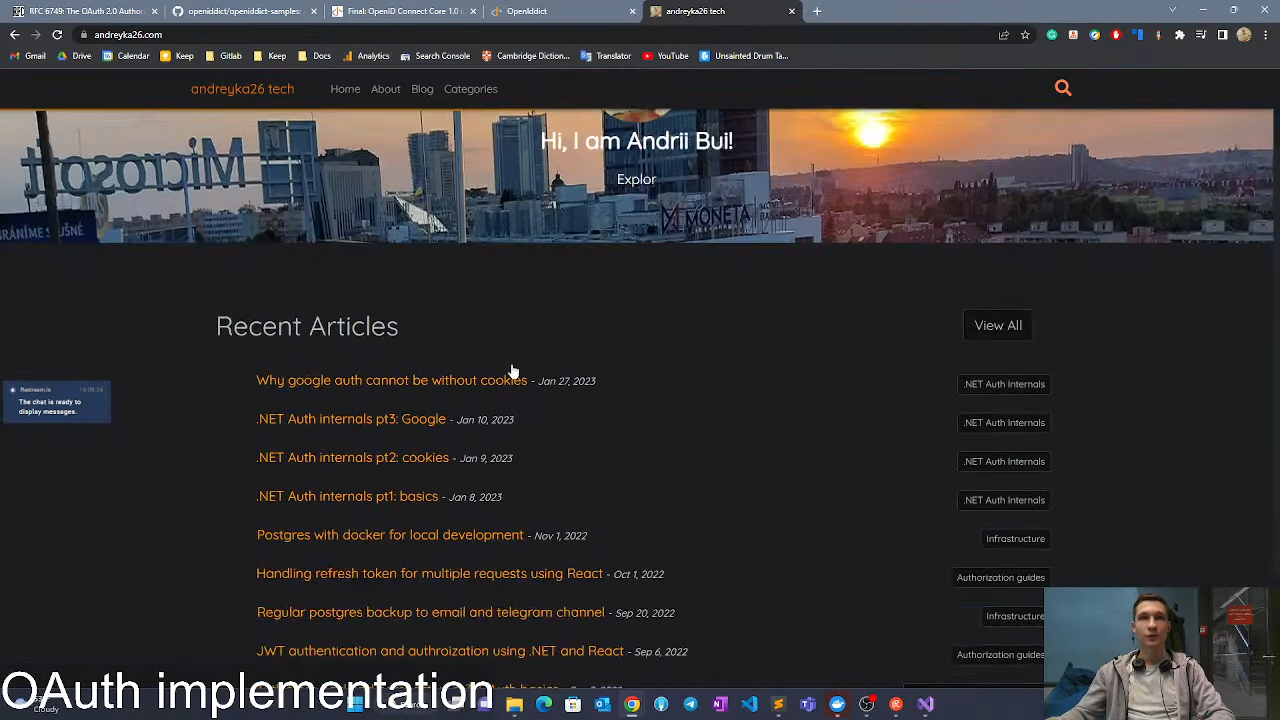 RFC 6749: The OAuth 2.0 Author
openiddict/openiddict-samples:
Final: OpenID Connect Core 1.0 i
OpenIddict
andreyka26 tech
andreyka26.com
Gmail
Drive
Calendar
Keep
Gitlab
Keep
Docs
Analytics
Search Console
Cambridge Dictionary...
Translator
YouTube
Unsainted Drum Ta...
andreyka26 tech
Home
About
Blog
Categories
Microsoft
HRÁNÍME SLUŠNÉ
MONETA
Hi, I am Andrii Bui!
Explor
Recent Articles
View All
Why google auth cannot be without cookies - Jan 27, 2023
.NET Auth Internals
.NET Auth internals pt3: Google - Jan 10, 2023
.NET Auth Internals
.NET Auth internals pt2: cookies - Jan 9, 2023
.NET Auth Internals
.NET Auth internals pt1: basics - Jan 8, 2023
.NET Auth Internals
Postgres with docker for local development - Nov 1, 2022
Infrastructure
Handling refresh token for multiple requests using React - Oct 1, 2022
Authorization guides
Regular postgres backup to email and telegram channel - Sep 20, 2022
Infrastructure
JWT authentication and authroization using .NET and React - Sep 6, 2022
Authorization guides
Restream.io
The chat is ready to
display messages.
OAuth implementation
Cloudy